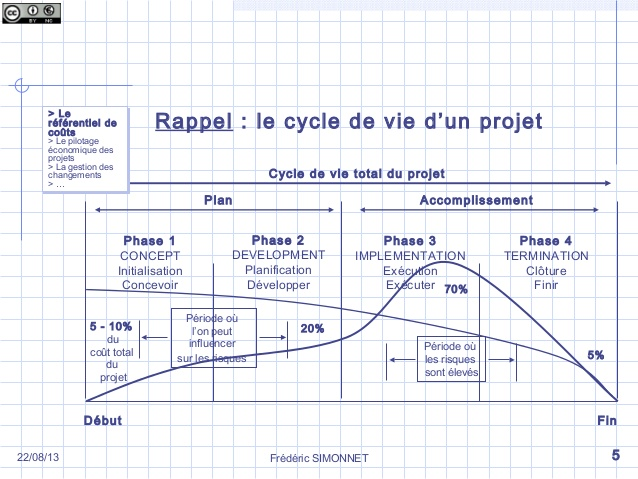 BY NC
> Le
référentiel de
coûts
> Le pilotage
économique des
projets
> La gestion des
changements
> ...
Rappel : le cycle de vie d'un projet
Cycle de vie total du projet
Plan
Accomplissement
Phase 1
CONCEPT
Initialisation
Concevoir
Phase 2
DEVELOPMENT
Planification
Développer
Phase 3
IMPLEMENTATION
Exécution
Exécuter
70%
Phase 4
TERMINATION
Clôture
Finir
5 - 10%
du
coût total
du
projet
Période où
l'on peut
influencer
sur les risques
20%
Période où
les risques
sont élevés
5%
Début
Fin
22/08/13
Frédéric SIMONNET
5